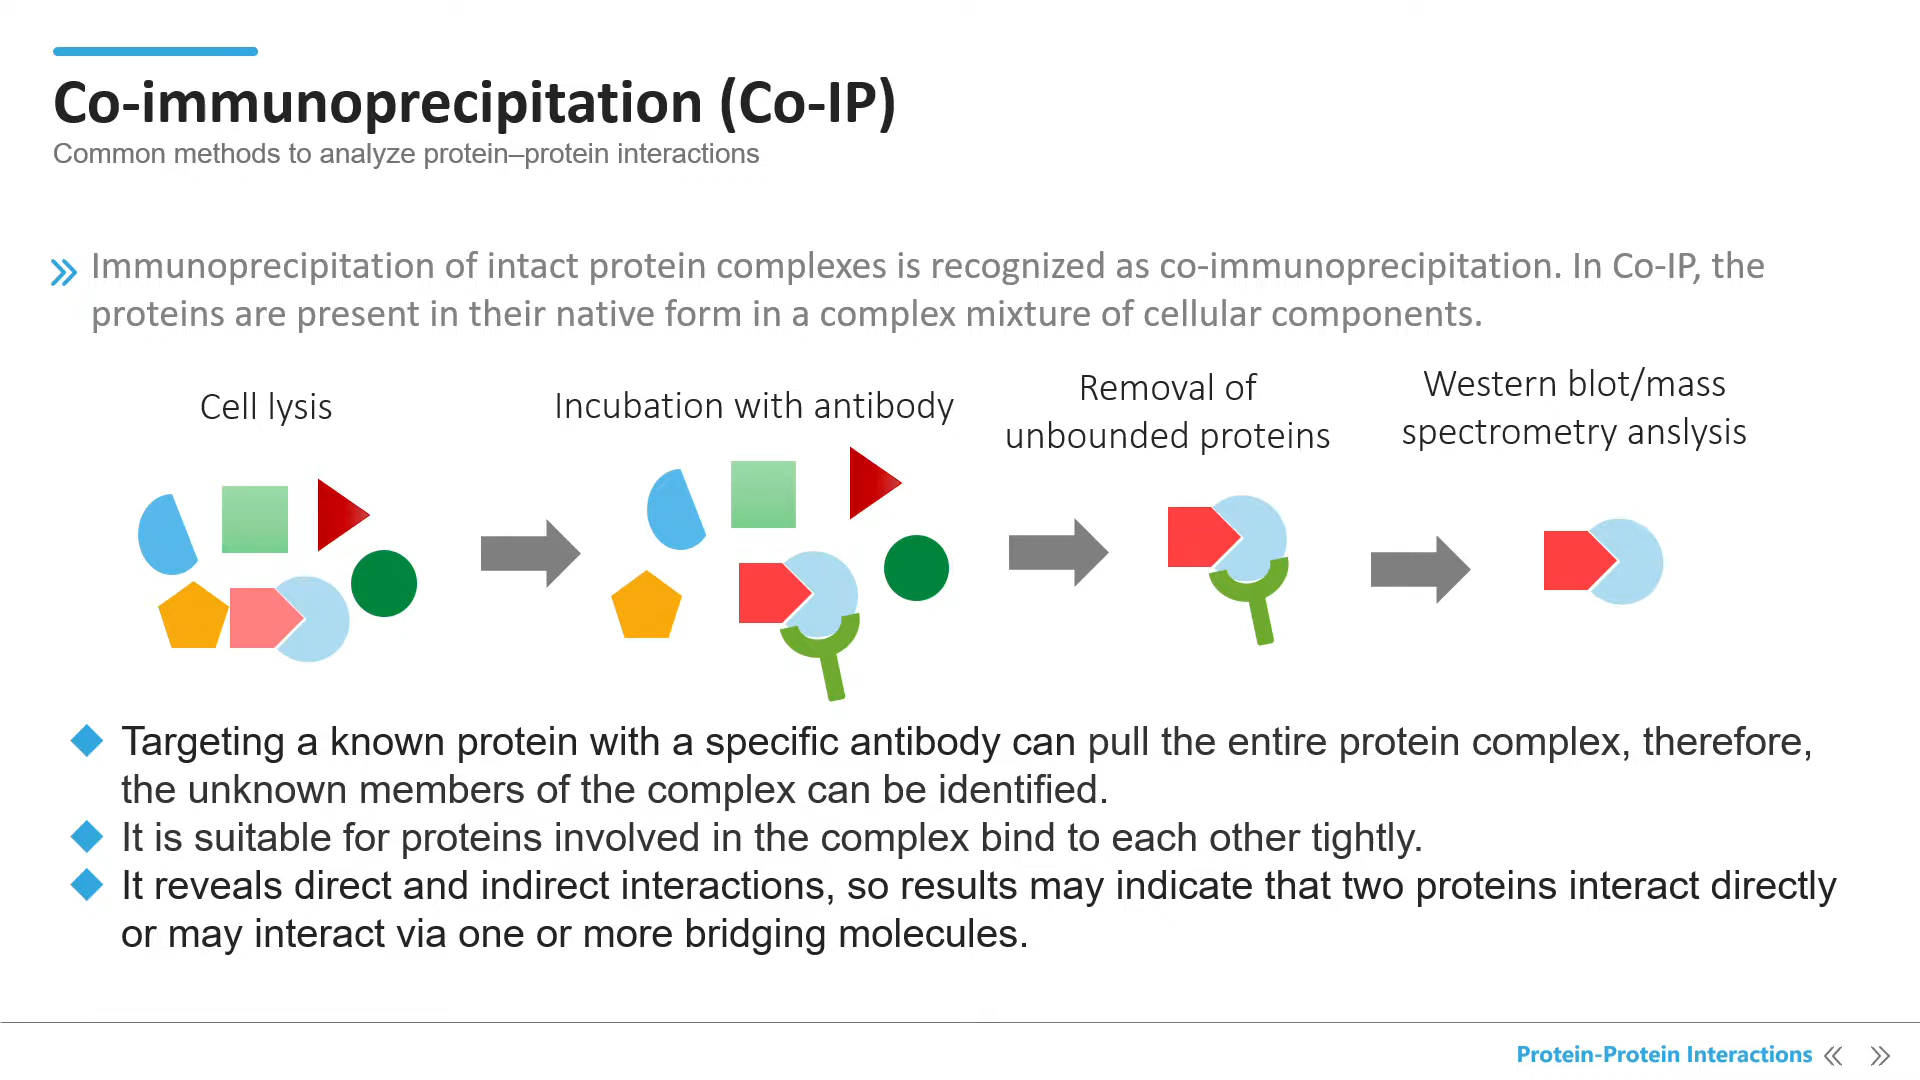 Co-immunoprecipitation (Co-IP)
Common methods to analyze protein–protein interactions
Immunoprecipitation of intact protein complexes is recognized as co-immunoprecipitation. In Co-IP, the
proteins are present in their native form in a complex mixture of cellular components.
Cell lysis
Incubation with antibody
Removal of
unbounded proteins
Western blot/mass
spectrometry anslysis
Targeting a known protein with a specific antibody can pull the entire protein complex, therefore,
the unknown members of the complex can be identified.
It is suitable for proteins involved in the complex bind to each other tightly.
It reveals direct and indirect interactions, so results may indicate that two proteins interact directly
or may interact via one or more bridging molecules.
Protein-Protein Interactions